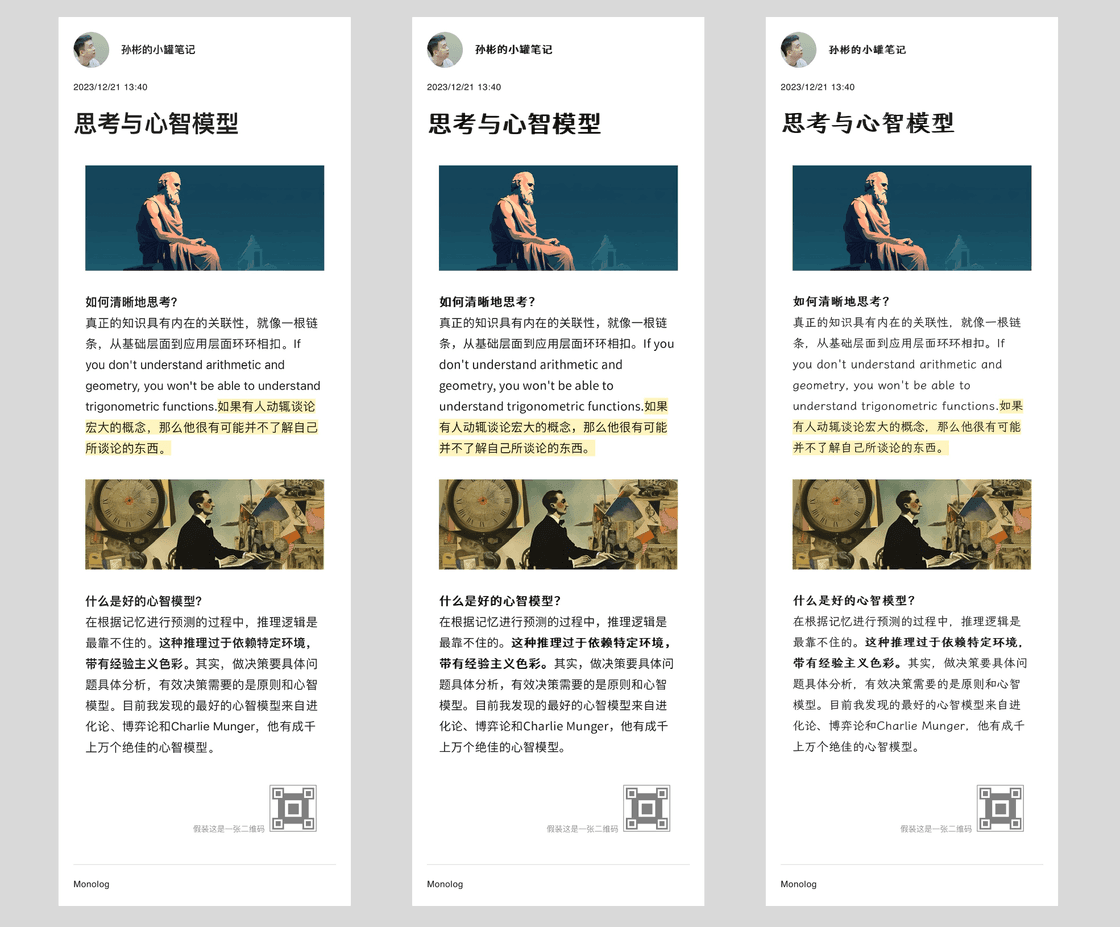 孙彬的小罐笔记
2023/12/21 13:40
思考与心智模型
如何清晰地思考?
真正的知识具有内在的关联性，就像一根链
条，从基础层面到应用层面环环相扣。If
you don't understand arithmetic and
geometry, you won't be able to understand
trigonometric functions.如果有人动辄谈论
宏大的概念，那么他很有可能并不了解自己
所谈论的东西。
什么是好的心智模型?
在根据记忆进行预测的过程中，推理逻辑是
最靠不住的。这种推理过于依赖特定环境，
带有经验主义色彩。其实，做决策要具体问
题具体分析，有效决策需要的是原则和心智
模型。目前我发现的最好的心智模型来自进
化论、博弈论和Charlie Munger，他有成千
上万个绝佳的心智模型。
假装这是一张二维码
Monolog
孙彬的小罐笔记
2023/12/21 13:40
思考与心智模型
如何清晰地思考?
真正的知识具有内在的关联性，就像一根链
条，从基础层面到应用层面环环相扣。If you
don't understand arithmetic and
geometry, you won't be able to
understand trigonometric functions.如果
有人动辄谈论宏大的概念，那么他很有可能
并不了解自己所谈论的东西。
什么是好的心智模型?
在根据记忆进行预测的过程中，推理逻辑是
最靠不住的。这种推理过于依赖特定环境，
带有经验主义色彩。其实，做决策要具体问
题具体分析，有效决策需要的是原则和心智
模型。目前我发现的最好的心智模型来自进
化论、博弈论和Charlie Munger，他有成千
上万个绝佳的心智模型。
假装这是一张二维码
Monolog
孙彬的小罐笔记
2023/12/21 13:40
思考与心智模型
如何清晰地思考?
真正的知识具有内在的关联性，就像一根链
条，从基础层面到应用层面环环相扣。If
you don't understand arithmetic and
geometry, you won't be able to
understand trigonometric functions.如果
有人动辄谈论宏大的概念，那么他很有可能
并不了解自己所谈论的东西。
什么是好的心智模型?
在根据记忆进行预测的过程中，推理逻辑是
最靠不住的。这种推理过于依赖特定环境，
带有经验主义色彩。其实，做决策要具体问
题具体分析，有效决策需要的是原则和心智
模型。目前我发现的最好的心智模型来自进
化论、博弈论和Charlie Munger，他有成千
上万个绝佳的心智模型。
假装这是一张二维码
Monolog